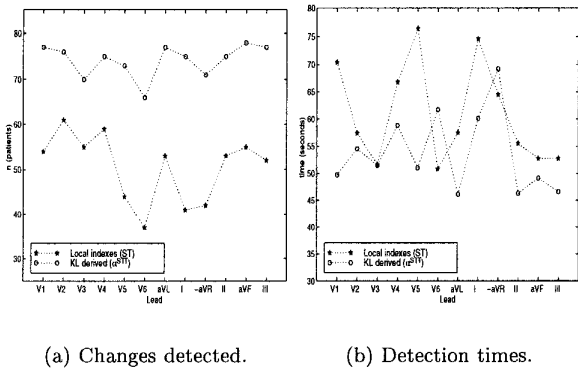 n (patients)
80
70
60
50
40
30
Local indexes (ST)
KL derived (α^STT)
V1 V2 V3 V4 V5 V6 aVL I -aVR II aVF III
Lead
(a) Changes detected.
time (seconds)
80
75
70
65
60
55
50
45
40
35
30
Local indexes (ST)
KL derived (α^STT)
V1 V2 V3 V4 V5 V6 aVL I -aVR II aVF III
Lead
(b) Detection times.